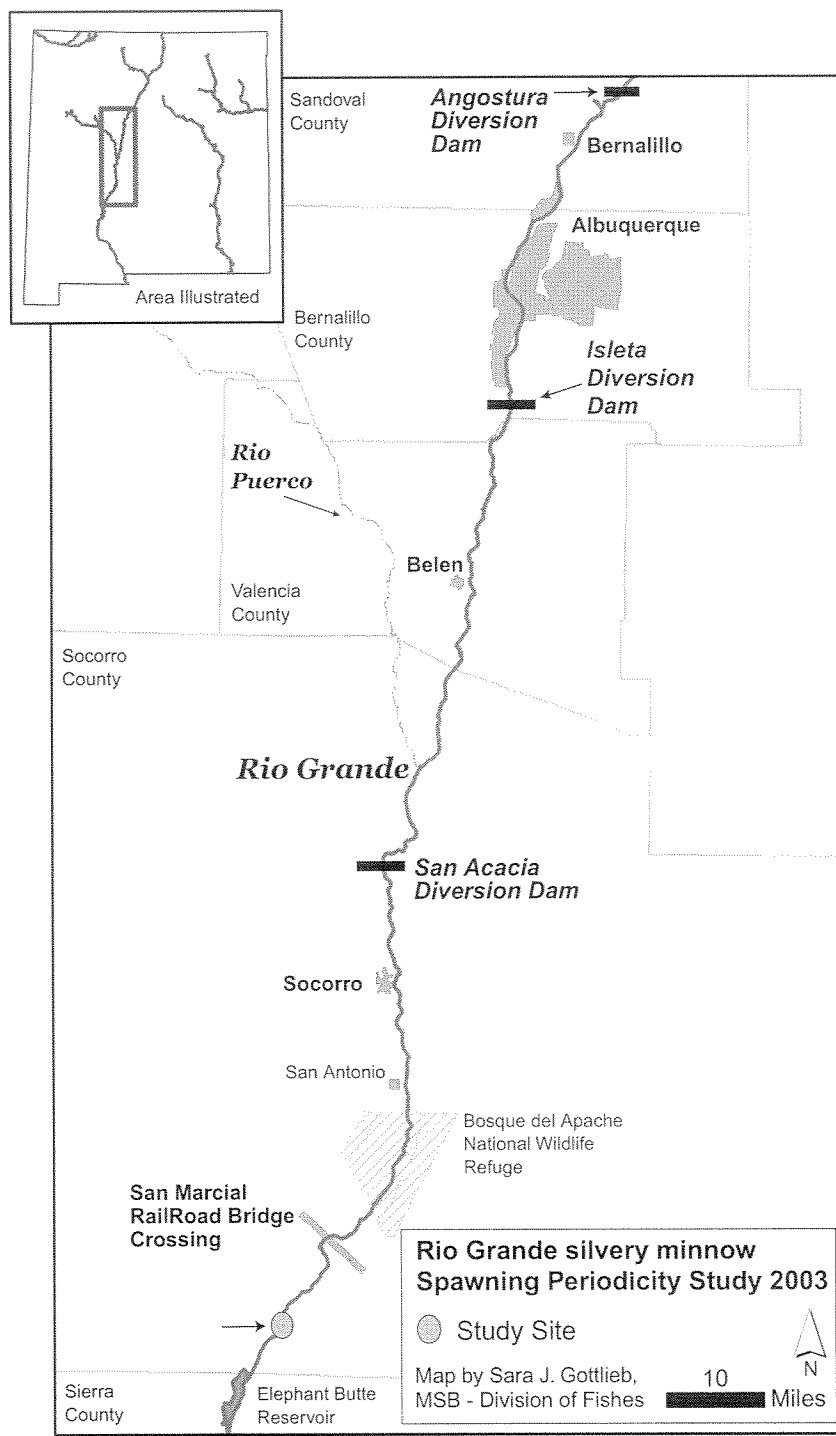 Area Illustrated
Sandoval
County
Angostura
Diversion
Dam
Bernalillo
Albuquerque
Bernalillo
County
Isleta
Diversion
Dam
Rio
Puerco
Belen
Valencia
County
Socorro
County
Rio Grande
San Acacia
Diversion Dam
Socorro
San Antonio
Bosque del Apache
National Wildlife
Refuge
San Marcial
RailRoad Bridge
Crossing
Rio Grande silvery minnow
Spawning Periodicity Study 2003
Study Site
N
Map by Sara J. Gottlieb,
MSB - Division of Fishes
10
Miles
Sierra
County
Elephant Butte
Reservoir